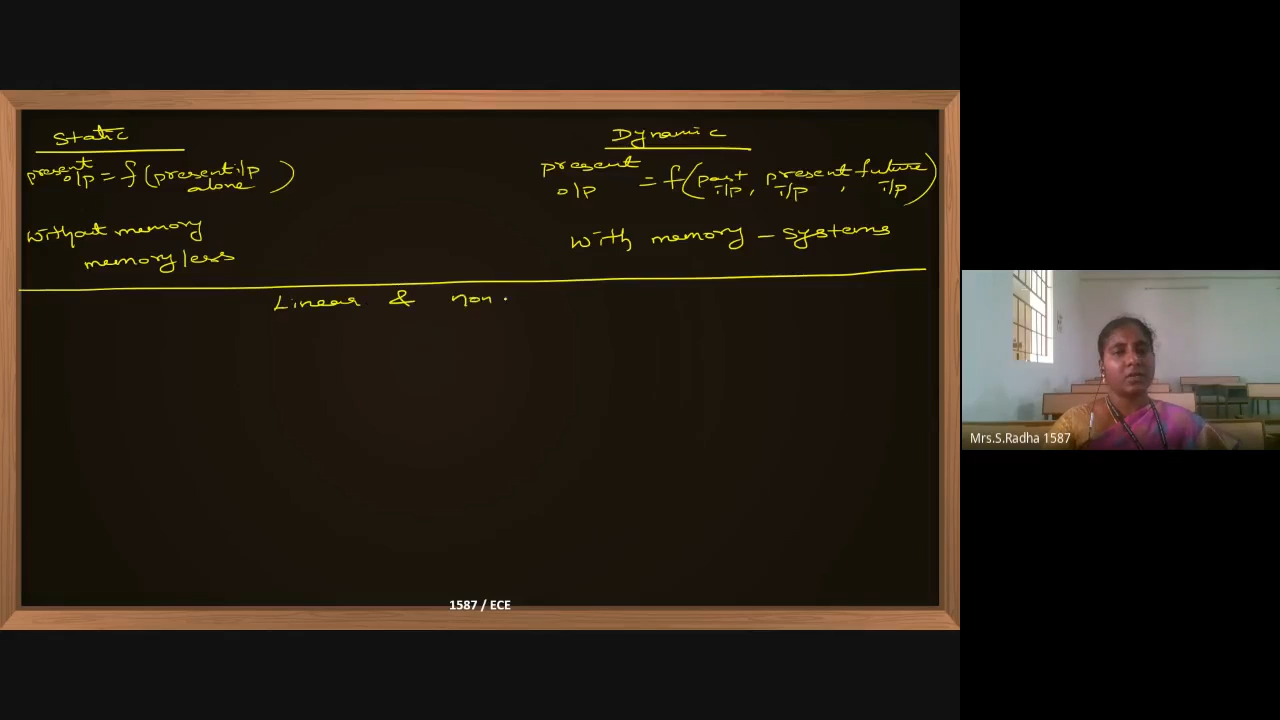 Static
present o/p = f(present i/p alone)
without memory
memoryless
Dynamic
present o/p = f(past i/p, present i/p, future i/p)
With memory - systems
Linear & non
1587 / ECE
Mrs.S.Radha 1587